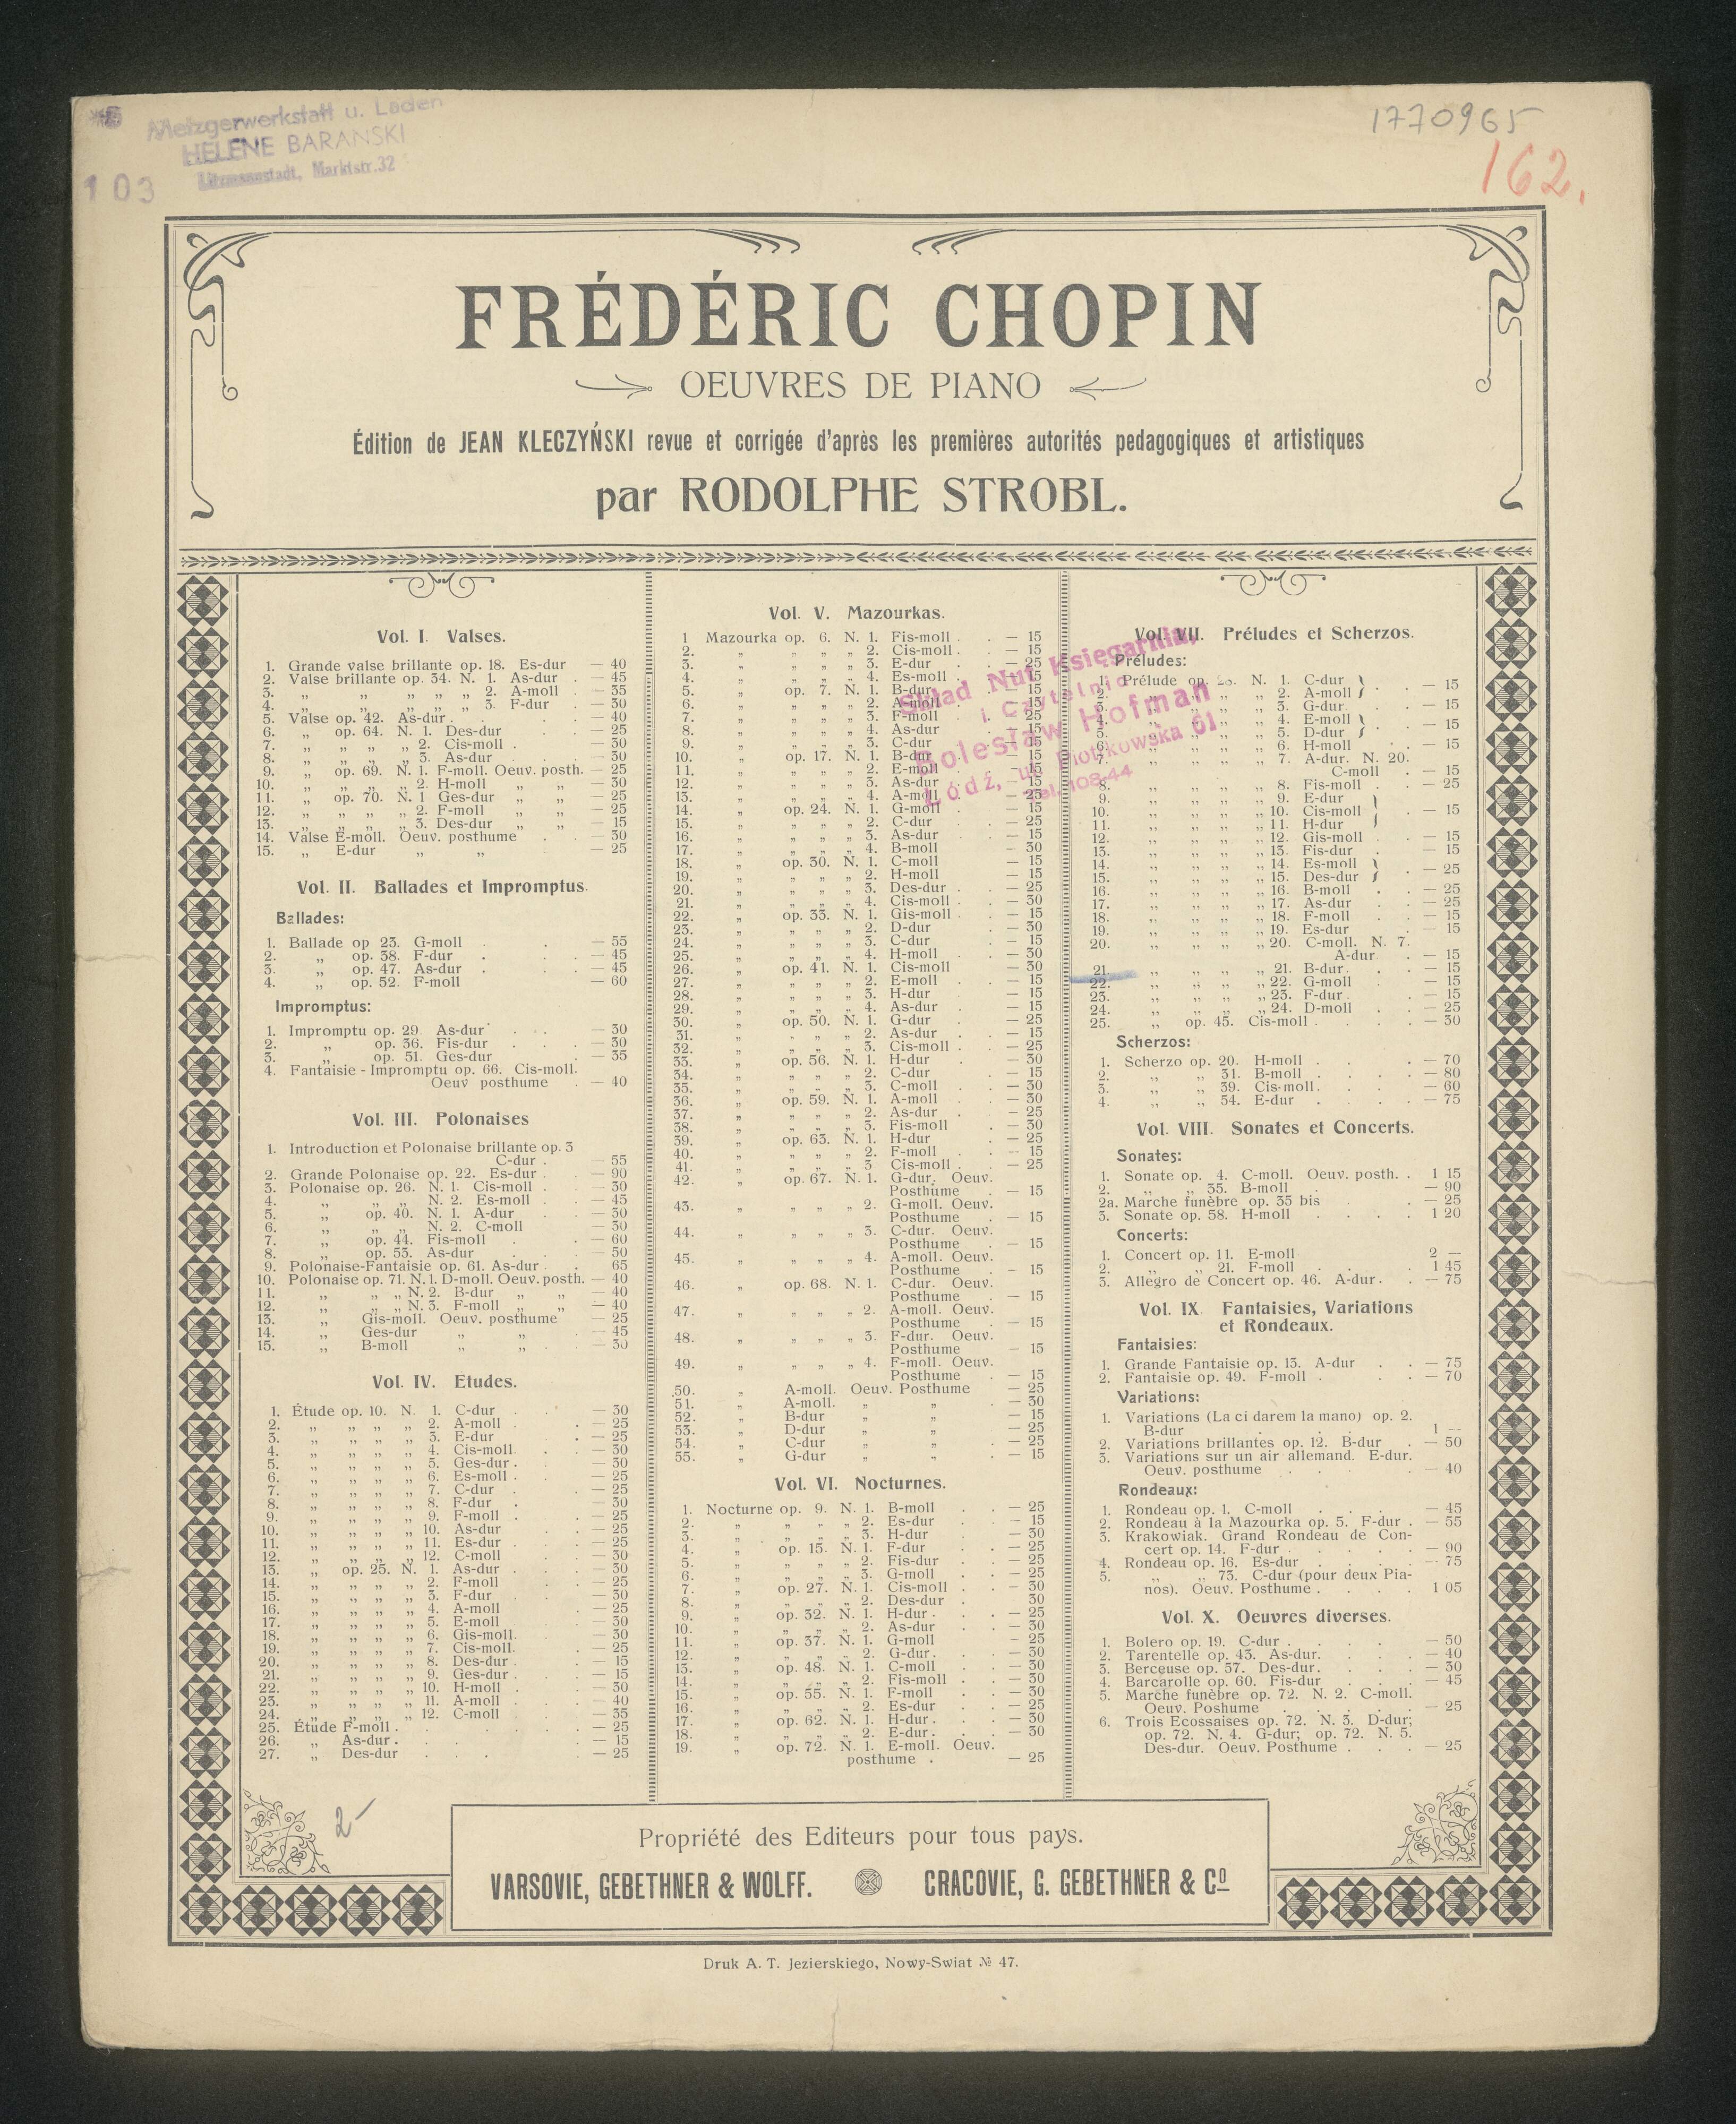 Metzgerwerkstatt u. Laden
HELENE BARANSKI
Litzmannstadt, Marktstr.32
103
1770965
162.
FRÉDÉRIC CHOPIN
OEUVRES DE PIANO
Édition de JEAN KLECZYŃSKI revue et corrigée d'après les premières autorités pedagogiques et artistiques
par RODOLPHE STROBL.
Vol. I. Valses.
1. Grande valse brillante op. 18. Es-dur — 40
2. Valse brillante op. 34. N. 1. As-dur . — 45
3. „ „ „ „ „ 2. A-moll . — 35
4. „ „ „ „ „ 3. F-dur . — 30
5. Valse op. 42. As-dur . . . — 40
6. „ op. 64. N. 1. Des-dur . . — 25
7. „ „ „ „ 2. Cis-moll . . — 30
8. „ „ „ „ 3. As-dur . . — 30
9. „ op. 69. N. 1. F-moll. Oeuv. posth. — 25
10. „ „ „ „ 2. H-moll „ „ — 30
11. „ op. 70. N. 1 Ges-dur „ „ — 25
12. „ „ „ „ 2. F-moll „ „ — 25
13. „ „ „ „ 3. Des-dur „ „ — 15
14. Valse E-moll. Oeuv. posthume . . — 30
15. „ E-dur „ „ . — 25
Vol. II. Ballades et Impromptus.
Ballades:
1. Ballade op 23. G-moll . . — 55
2. „ op. 38. F-dur . . . — 45
3. „ op. 47. As-dur . . . — 45
4. „ op. 52. F-moll — 60
Impromptus:
1. Impromptu op. 29. As-dur . . . — 30
2. „ op. 36. Fis-dur . . . — 30
3. „ op. 51. Ges-dur . . — 35
4. Fantaisie - Impromptu op. 66. Cis-moll.
Oeuv posthume . — 40
Vol. III. Polonaises
1. Introduction et Polonaise brillante op. 3
C-dur . . — 55
2. Grande Polonaise op. 22. Es-dur . . — 90
3. Polonaise op. 26. N. 1. Cis-moll . . — 30
4. „ „ „ N. 2. Es-moll . . — 45
5. „ op. 40. N. 1. A-dur . . — 30
6. „ „ „ N. 2. C-moll . — 30
7. „ op. 44. Fis-moll . . — 60
8. „ op. 53. As-dur . . . — 50
9. Polonaise-Fantaisie op. 61. As-dur . . 65
10. Polonaise op. 71. N. 1. D-moll. Oeuv. posth. — 40
11. „ „ „ N. 2. B-dur „ „ — 40
12. „ „ „ N. 3. F-moll „ „ — 40
13. „ Gis-moll. Oeuv. posthume — 25
14. „ Ges-dur „ „ — 45
15. „ B-moll „ „ . — 30
Vol. IV. Etudes.
1. Étude op. 10. N. 1. C-dur . . — 30
2. „ „ „ „ 2. A-moll . . — 25
3. „ „ „ „ 3. E-dur . — 25
4. „ „ „ „ 4. Cis-moll . . — 30
5. „ „ „ „ 5. Ges-dur . . — 30
6. „ „ „ „ 6. Es-moll . . — 25
7. „ „ „ „ 7. C-dur . . — 25
8. „ „ „ „ 8. F-dur . — 30
9. „ „ „ „ 9. F-moll . . — 25
10. „ „ „ „ 10. As-dur . . — 25
11. „ „ „ „ 11. Es-dur . . — 25
12. „ „ „ „ 12. C-moll . . — 30
13. „ op. 25. N. 1. As-dur . . — 30
14. „ „ „ „ 2. F-moll . — 25
15. „ „ „ „ 3. F-dur . — 30
16. „ „ „ „ 4. A-moll . — 25
17. „ „ „ „ 5. E-moll . — 30
18. „ „ „ „ 6. Gis-moll. — 30
19. „ „ „ „ 7. Cis-moll. . — 25
20. „ „ „ „ 8. Des-dur . . — 15
21. „ „ „ „ 9. Ges-dur . . — 15
22. „ „ „ „ 10. H-moll . . — 30
23. „ „ „ „ 11. A-moll . . — 40
24. „ „ „ „ 12. C-moll . . — 35
25. Étude F-moll . . . . . — 25
26. „ As-dur . . . . — 15
27. „ Des-dur . . . . — 25
Vol. V. Mazourkas.
1 Mazourka op. 6. N. 1. Fis-moll . . — 15
2. „ „ „ „ 2. Cis-moll . . — 15
3. „ „ „ „ 3. E-dur . . — 25
4. „ „ „ „ 4. Es-moll . . — 15
5. „ op. 7. N. 1. B-dur . — 15
6. „ „ „ „ 2. A-moll . — 15
7. „ „ „ „ 3. F-moll . — 25
8. „ „ „ „ 4. As-dur . — 15
9. „ „ „ „ 5. C-dur . — 15
10. „ op. 17. N. 1. B-dur . — 15
11. „ „ „ „ 2. E-moll — 15
12. „ „ „ „ 3. As-dur — 15
13. „ „ „ „ 4. A-moll — 25
14. „ op. 24. N. 1. G-moll . — 15
15. „ „ „ „ 2. C-dur . — 25
16. „ „ „ „ 3. As-dur . — 15
17. „ „ „ „ 4. B-moll – 30
18. „ op. 30. N. 1. C-moll — 15
19. „ „ „ „ 2. H-moll — 15
20. „ „ „ „ 3. Des-dur . . — 25
21. „ „ „ „ 4. Cis-moll . . — 30
22. „ op. 33. N. 1. Gis-moll . . — 15
23. „ „ „ „ 2. D-dur . — 30
24. „ „ „ „ 3. C-dur . — 15
25. „ „ „ „ 4. H-moll . . — 30
26. „ op. 41. N. 1. Cis-moll — 30
27. „ „ „ „ 2. E-moll . . — 15
28. „ „ „ „ 3. H-dur . — 15
29. „ „ „ „ 4. As-dur . — 15
30. „ op. 50. N. 1. G-dur . — 25
31. „ „ „ „ 2. As-dur . . — 15
32. „ „ „ „ 3. Cis-moll . . — 25
33. „ op. 56. N. 1. H-dur . — 30
34. „ „ „ „ 2. C-dur . — 15
35. „ „ „ „ 3. C-moll . . — 30
36. „ op. 59. N. 1. A-moll . . — 30
37. „ „ „ „ 2. As-dur . – 25
38. „ „ „ „ 3. Fis-moll . — 30
39. „ op. 63. N. 1. H-dur . — 25
40. „ „ „ „ 2. F-moll . . — 15
41. „ „ „ „ 3 Cis-moll . . — 25
42. „ op. 67. N. 1. G-dur. Oeuv.
Posthume . — 15
43. „ „ „ „ 2. G-moll. Oeuv.
Posthume . — 15
44. „ „ „ „ 3. C-dur. Oeuv.
Posthume . — 15
45. „ „ „ „ 4. A-moll. Oeuv.
Posthume . – 15
46. „ op. 68. N. 1. C-dur. Oeuv.
Posthume . — 15
47. „ „ „ „ 2. A-moll. Oeuv.
Posthume . — 15
48. „ „ „ „ 3. F-dur. Oeuv.
Posthume — 15
49. „ „ „ „ 4. F-moll. Oeuv.
Posthume . — 15
50. „ A-moll. Oeuv. Posthume — 25
51. „ A-moll. „ „ . — 30
52. „ B-dur „ „ — 15
53. „ D-dur „ „ — 25
54. „ C-dur „ „ . — 25
55. „ G-dur „ „ . 15
Vol. VI. Nocturnes.
1. Nocturne op. 9. N. 1. B-moll . . — 25
2. „ „ „ „ 2. Es-dur . — 15
3. „ „ „ „ 3. H-dur . — 30
4. „ op. 15. N. 1. F-dur . . — 25
5. „ „ „ „ 2. Fis-dur . . — 25
6. „ „ „ „ 3. G-moll . . — 25
7. „ op. 27. N. 1. Cis-moll . . — 30
8. „ „ „ „ 2. Des-dur . 30
9. „ op. 32. N. 1. H-dur . . — 25
10. „ „ „ „ 2. As-dur . . — 30
11. „ op. 37. N. 1. G-moll – 25
12. „ „ „ „ 2. G-dur . . — 30
13. „ op. 48. N. 1. C-moll . . — 30
14. „ „ „ „ 2. Fis-moll . . — 30
15. „ op. 55. N. 1. F-moll . . — 30
16. „ „ „ „ 2. Es-dur . — 25
17. „ op. 62. N. 1. H-dur . . — 30
18. „ „ „ „ 2. E-dur . . — 30
19. „ op. 72. N. 1. E-moll. Oeuv.
posthume . — 25
Skład Nut Księgarnia,
i Czytelnia
Bolesław Hofman
Łódź, ul. Piotrkowska 61
Tel. 108-44
Vol. VII. Préludes et Scherzos.
Préludes:
1. Prélude op. 28. N. 1. C-dur } . . — 15
2. „ „ „ „ 2. A-moll }
3. „ „ „ „ 3. G-dur . . — 15
4. „ „ „ „ 4. E-moll } . — 15
5. „ „ „ „ 5. D-dur }
6. „ „ „ „ 6. H-moll . — 15
7. „ „ „ „ 7. A-dur. N. 20.
C-moll . — 15
8. „ „ „ „ 8. Fis-moll . . — 25
9. „ „ „ „ 9. E-dur }
10. „ „ „ „ 10. Cis-moll . — 15
11. „ „ „ „ 11. H-dur }
12. „ „ „ „ 12. Gis-moll . . — 15
13. „ „ „ „ 13. Fis-dur . — 15
14. „ „ „ „ 14. Es-moll } . — 25
15. „ „ „ „ 15. Des-dur }
16. „ „ „ „ 16. B-moll . . — 25
17. „ „ „ „ 17. As-dur . . — 25
18. „ „ „ „ 18. F-moll . . — 15
19. „ „ „ „ 19. Es-dur . — 15
20. „ „ „ „ 20. C-moll. N. 7.
A-dur . — 15
21. „ „ „ „ 21. B-dur . . — 15
22. „ „ „ „ 22. G-moll — 15
23. „ „ „ „ 23. F-dur . . — 15
24. „ „ „ „ 24. D-moll . — 25
25. „ op. 45. Cis-moll . . . — 30
Scherzos:
1. Scherzo op. 20. H-moll . . . — 70
2. „ „ 31. B-moll . . . — 80
3. „ „ 39. Cis-moll . . . — 60
4. „ „ 54. E-dur . . . . — 75
Vol. VIII. Sonates et Concerts.
Sonates:
1. Sonate op. 4. C-moll. Oeuv. posth. . 1 15
2. „ „ 35. B-moll . . — 90
2a. Marche funèbre op. 35 bis . . — 25
3. Sonate op. 58. H-moll . . . . 1 20
Concerts:
1. Concert op. 11. E-moll 2 —
2. „ „ 21. F-moll . . . 1 45
3. Allegro de Concert op. 46. A-dur . . — 75
Vol. IX. Fantaisies, Variations
et Rondeaux.
Fantaisies:
1. Grande Fantaisie op. 13. A-dur . . — 75
2. Fantaisie op. 49. F-moll . . . — 70
Variations:
1. Variations (La ci darem la mano) op. 2.
B-dur . . . . 1 —
2. Variations brillantes op. 12. B-dur . — 50
3. Variations sur un air allemand. E-dur.
Oeuv. posthume . . . . — 40
Rondeaux:
1. Rondeau op. 1. C-moll . . . — 45
2. Rondeau à la Mazourka op. 5. F-dur . — 55
3. Krakowiak. Grand Rondeau de Con-
cert op. 14. F-dur . . . . — 90
4. Rondeau op. 16. Es-dur . . . . — 75
5. „ „ 73. C-dur (pour deux Pia-
nos). Oeuv. Posthume . . . . 1 05
Vol. X. Oeuvres diverses.
1. Bolero op. 19. C-dur . . . . — 50
2. Tarentelle op. 43. As-dur. . . . — 40
3. Berceuse op. 57. Des-dur. . . . — 30
4. Barcarolle op. 60. Fis-dur . . . — 45
5. Marche funèbre op. 72. N. 2. C-moll.
Oeuv. Poshume . . . . . — 25
6. Trois Ecossaises op. 72. N. 3. D-dur;
op. 72. N. 4. G-dur; op. 72. N. 5.
Des-dur. Oeuv. Posthume . . . — 25
2–
Propriété des Editeurs pour tous pays.
VARSOVIE, GEBETHNER & WOLFF. CRACOVIE, G. GEBETHNER & Co
Druk A. T. Jezierskiego, Nowy-Swiat № 47.